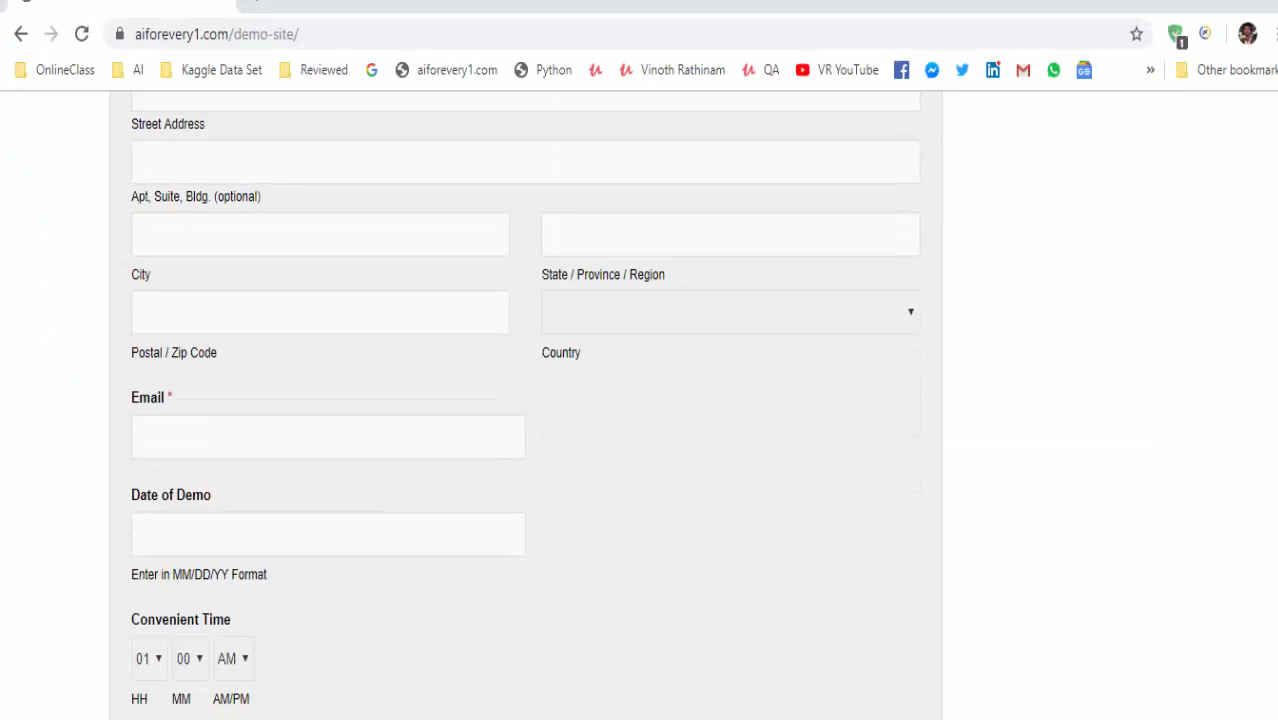 aiforevery1.com/demo-site/
1
OnlineClass AI Kaggle Data Set Reviewed aiforevery1.com Python Vinoth Rathinam QA VR YouTube » Other bookmark
Street Address
Apt, Suite, Bldg. (optional)
City State / Province / Region
Postal / Zip Code Country
Email *
Date of Demo
Enter in MM/DD/YY Format
Convenient Time
01 00 AM
HH MM AM/PM